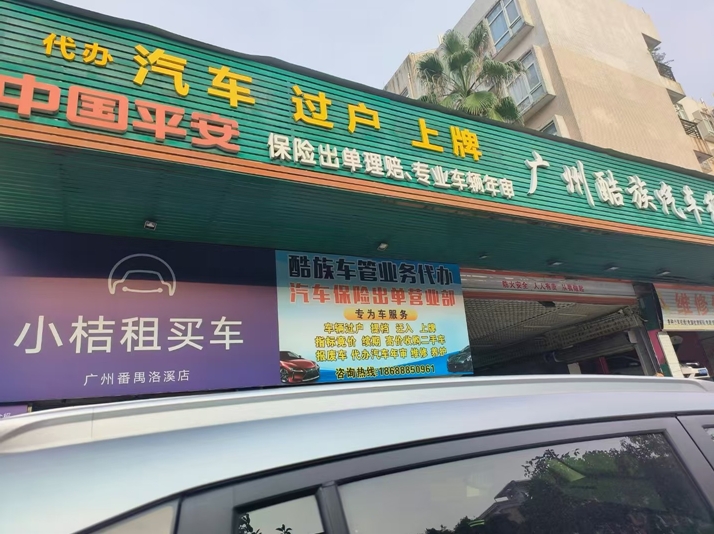 代办 汽车 过户 上牌
中国平安 保险出单理赔、专业车辆年审
广州酷族汽车
小桔租买车
广州番禺洛溪店
酷族车管业务代办
汽车保险出单营业部
专为车服务
车辆过户 提档 迁入 上牌
指标竞价 续期 高价收购二手车
报废车 代办汽车年审 维修
咨询热线:18688850961
维修